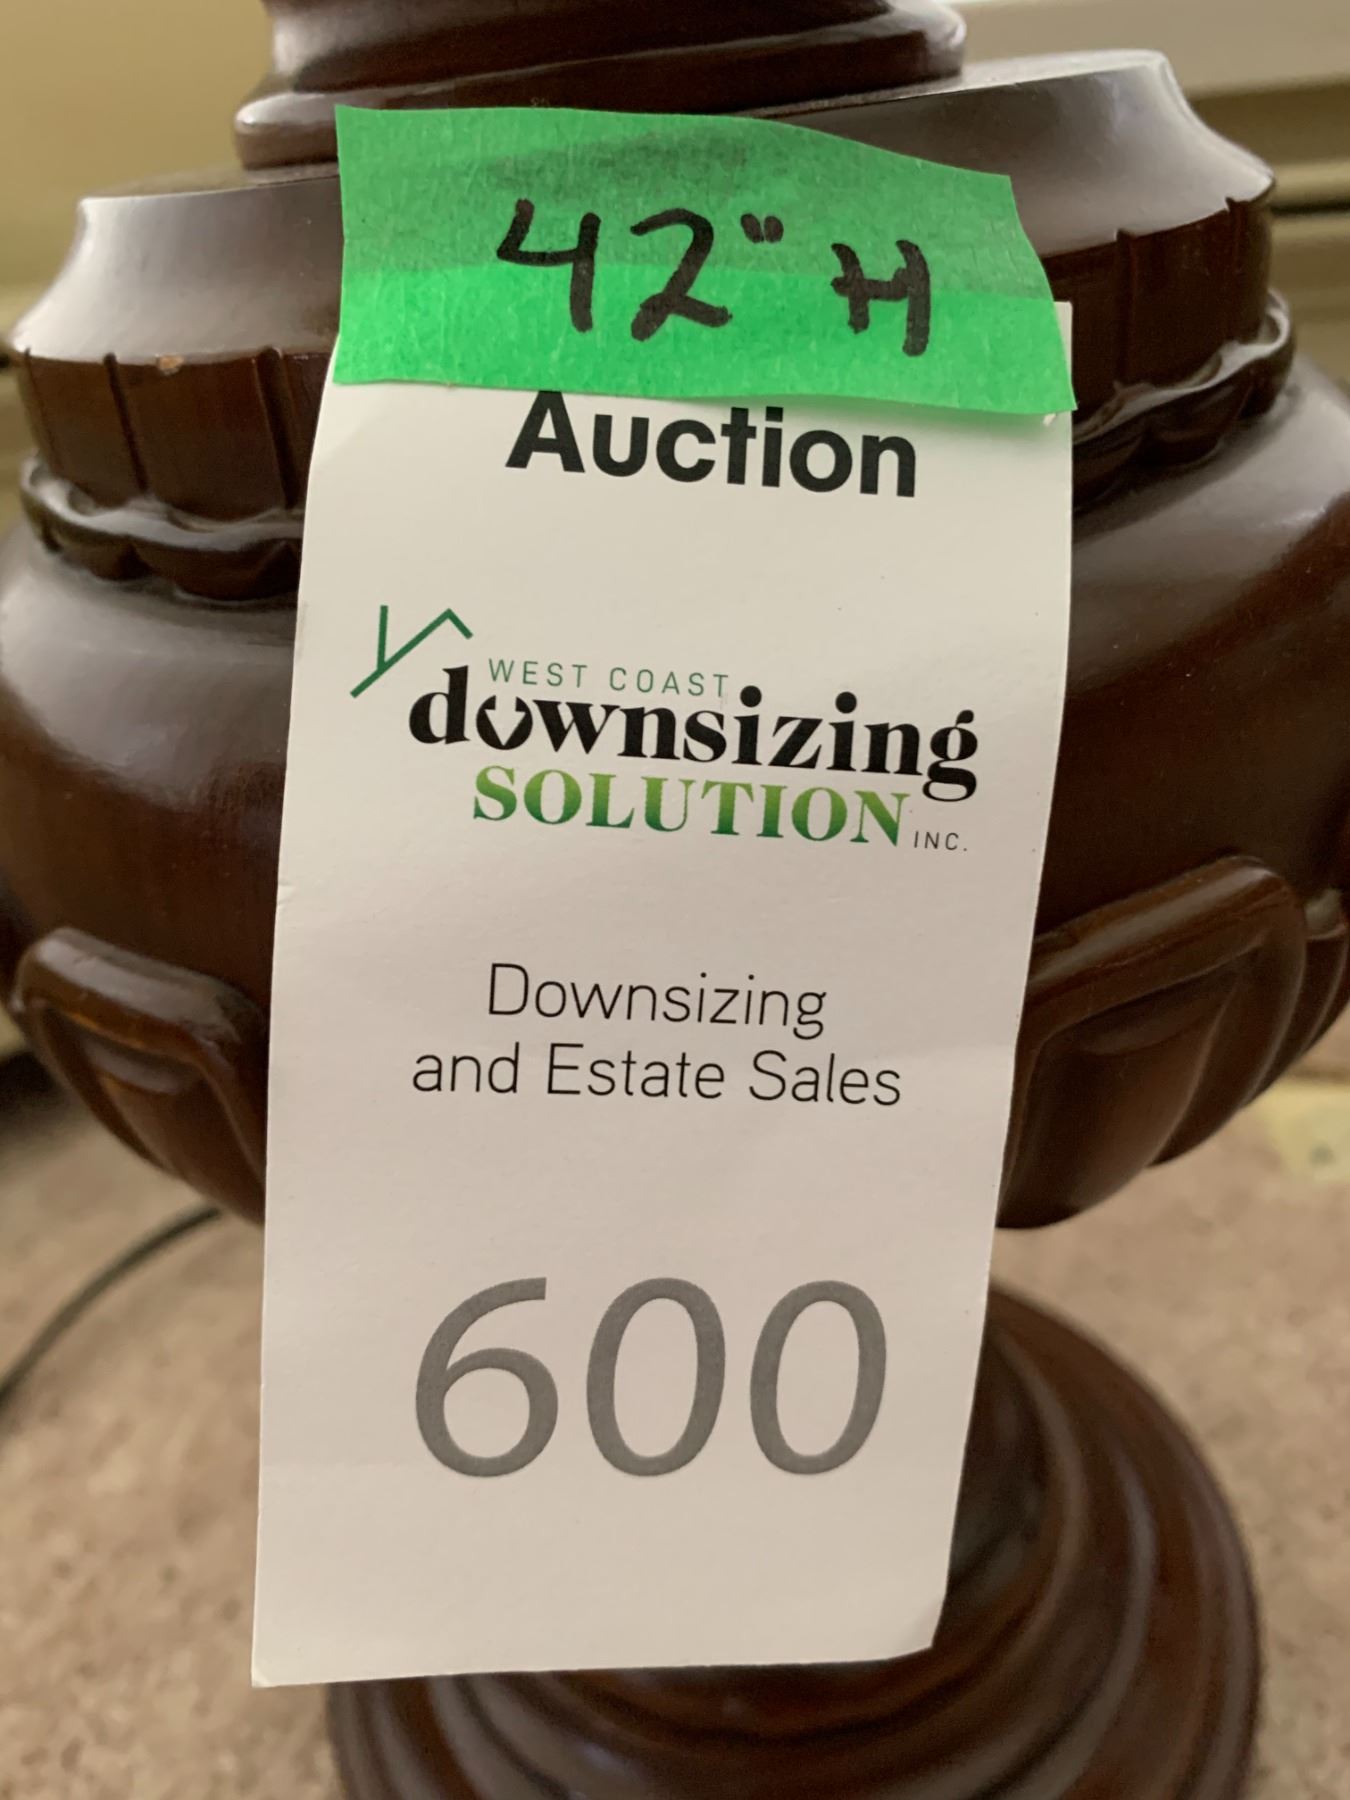 42" H
Auction
WEST COAST
downsizing
SOLUTION INC.
Downsizing
and Estate Sales
600